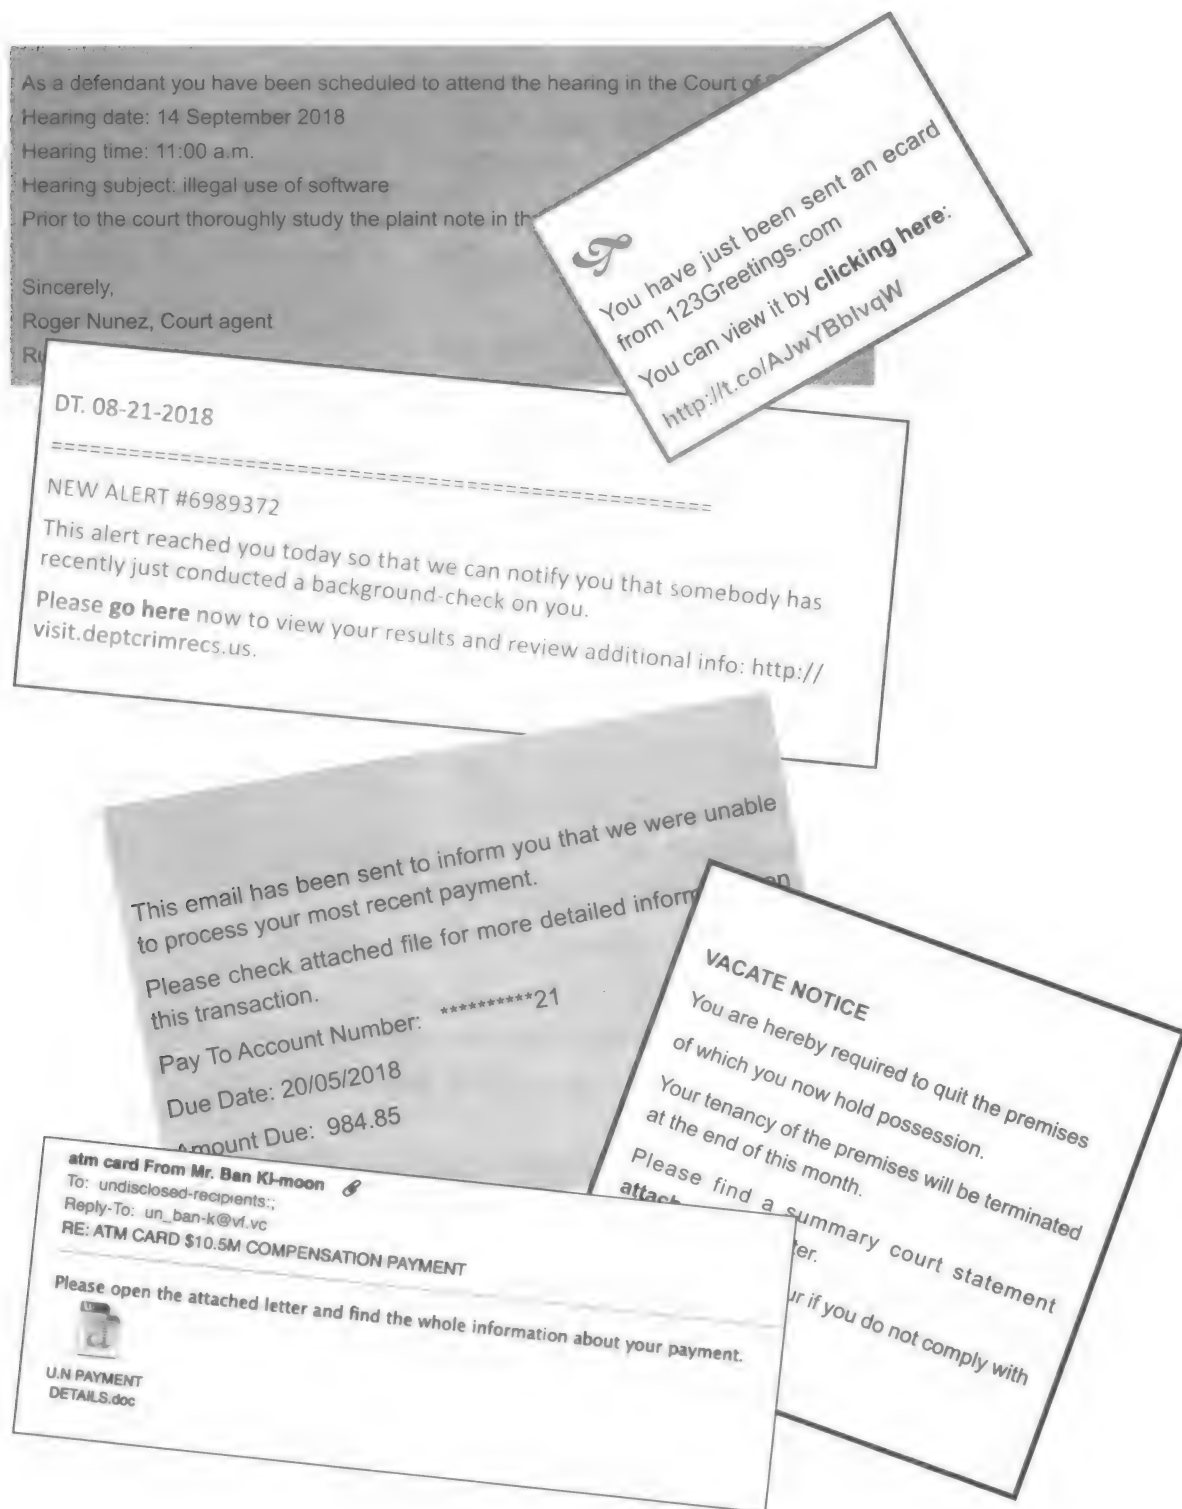 As a defendant you have been scheduled to attend the hearing in the Court of
Hearing date: 14 September 2018
Hearing time: 11:00 a.m.
Hearing subject: illegal use of software
Prior to the court thoroughly study the plaint note in
Sincerely,
Roger Nunez, Court agent
You have just been sent an ecard
from 123Greetings.com
You can view it by clicking here:
http://t.co/AJwYBblvqW
DT. 08-21-2018
==================================================
NEW ALERT #6989372
This alert reached you today so that we can notify you that somebody has
recently just conducted a background-check on you.
Please go here now to view your results and review additional info: http://
visit.deptcrimrecs.us.
This email has been sent to inform you that we were unable
to process your most recent payment.
Please check attached file for more detailed
this transaction.
Pay To Account Number: **********21
Due Date: 20/05/2018
Amount Due: 984.85
VACATE NOTICE
You are hereby required to quit the premises
of which you now hold possession.
Your tenancy of the premises will be terminated
at the end of this month.
Please find a summary court statement
if you do not comply with
atm card From Mr. Ban Ki-moon
To: undisclosed-recipients:;
Reply-To: un_ban-k@vf.vc
RE: ATM CARD $10.5M COMPENSATION PAYMENT
Please open the attached letter and find the whole information about your payment.
U.N PAYMENT
DETAILS.doc